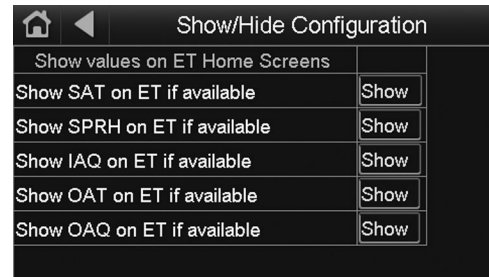 Show/Hide Configuration
Show values on ET Home Screens
Show SAT on ET if available Show
Show SPRH on ET if available Show
Show IAQ on ET if available Show
Show OAT on ET if available Show
Show OAQ on ET if available Show